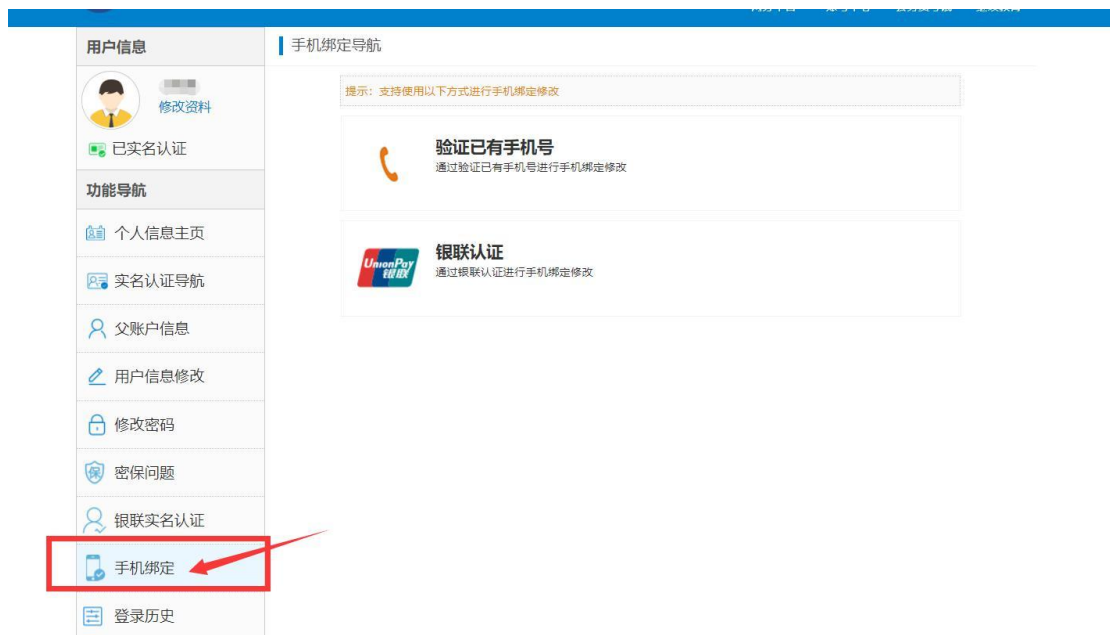 用户信息
修改资料
已实名认证
功能导航
个人信息主页
实名认证导航
父账户信息
用户信息修改
修改密码
保
密保问题
银联实名认证
手机绑定
登录历史
手机绑定导航
提示：支持使用以下方式进行手机绑定修改
验证已有手机号
通过验证已有手机号进行手机绑定修改
UnionPay
银联
银联认证
通过银联认证进行手机绑定修改